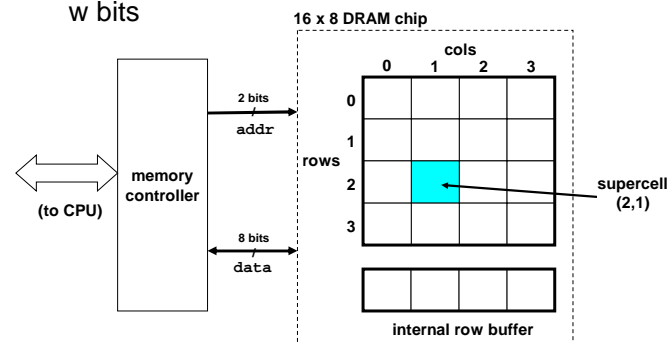 w bits
16 x 8 DRAM chip
cols
0 1 2 3
2 bits
addr
0
1
rows
2
3
memory
controller
(to CPU)
supercell
(2,1)
8 bits
data
internal row buffer